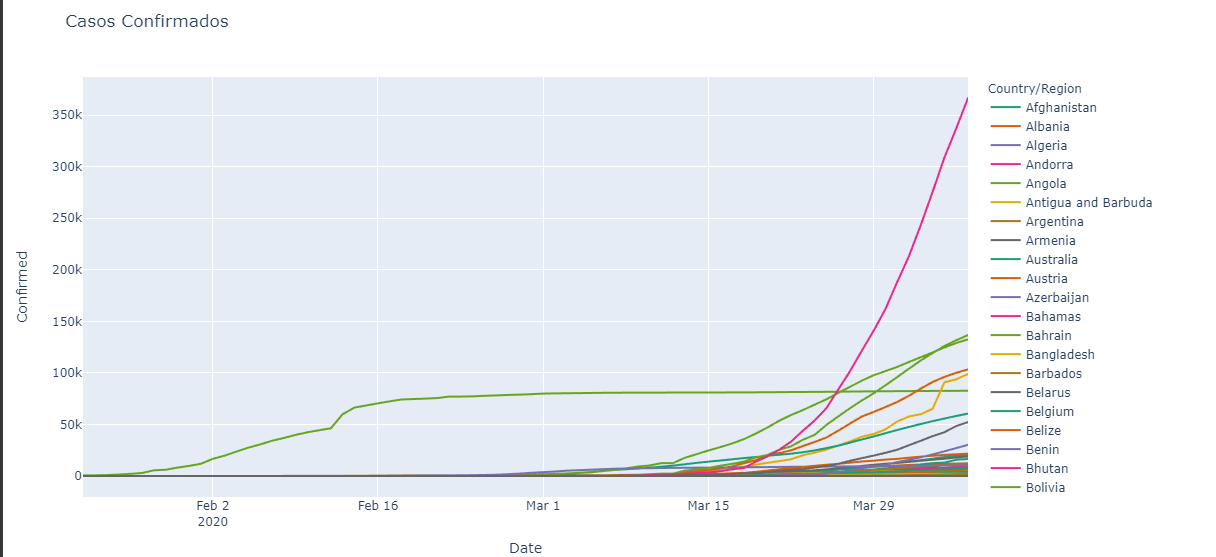 Casos Confirmados
350k
300k
250k
200k
150k
100k
50k
0
Confirmed
Feb 2
2020
Feb 16
Mar 1
Mar 15
Mar 29
Date
Country/Region
Afghanistan
Albania
Algeria
Andorra
Angola
Antigua and Barbuda
Argentina
Armenia
Australia
Austria
Azerbaijan
Bahamas
Bahrain
Bangladesh
Barbados
Belarus
Belgium
Belize
Benin
Bhutan
Bolivia